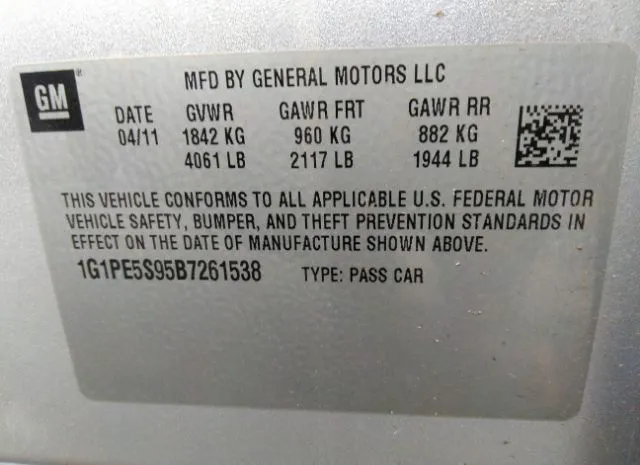 GM
MFD BY GENERAL MOTORS LLC
DATE GVWR GAWR FRT GAWR RR
04/11 1842 KG 960 KG 882 KG
4061 LB 2117 LB 1944 LB
THIS VEHICLE CONFORMS TO ALL APPLICABLE U.S. FEDERAL MOTOR
VEHICLE SAFETY, BUMPER, AND THEFT PREVENTION STANDARDS IN
EFFECT ON THE DATE OF MANUFACTURE SHOWN ABOVE.
1G1PE5S95B7261538 TYPE: PASS CAR